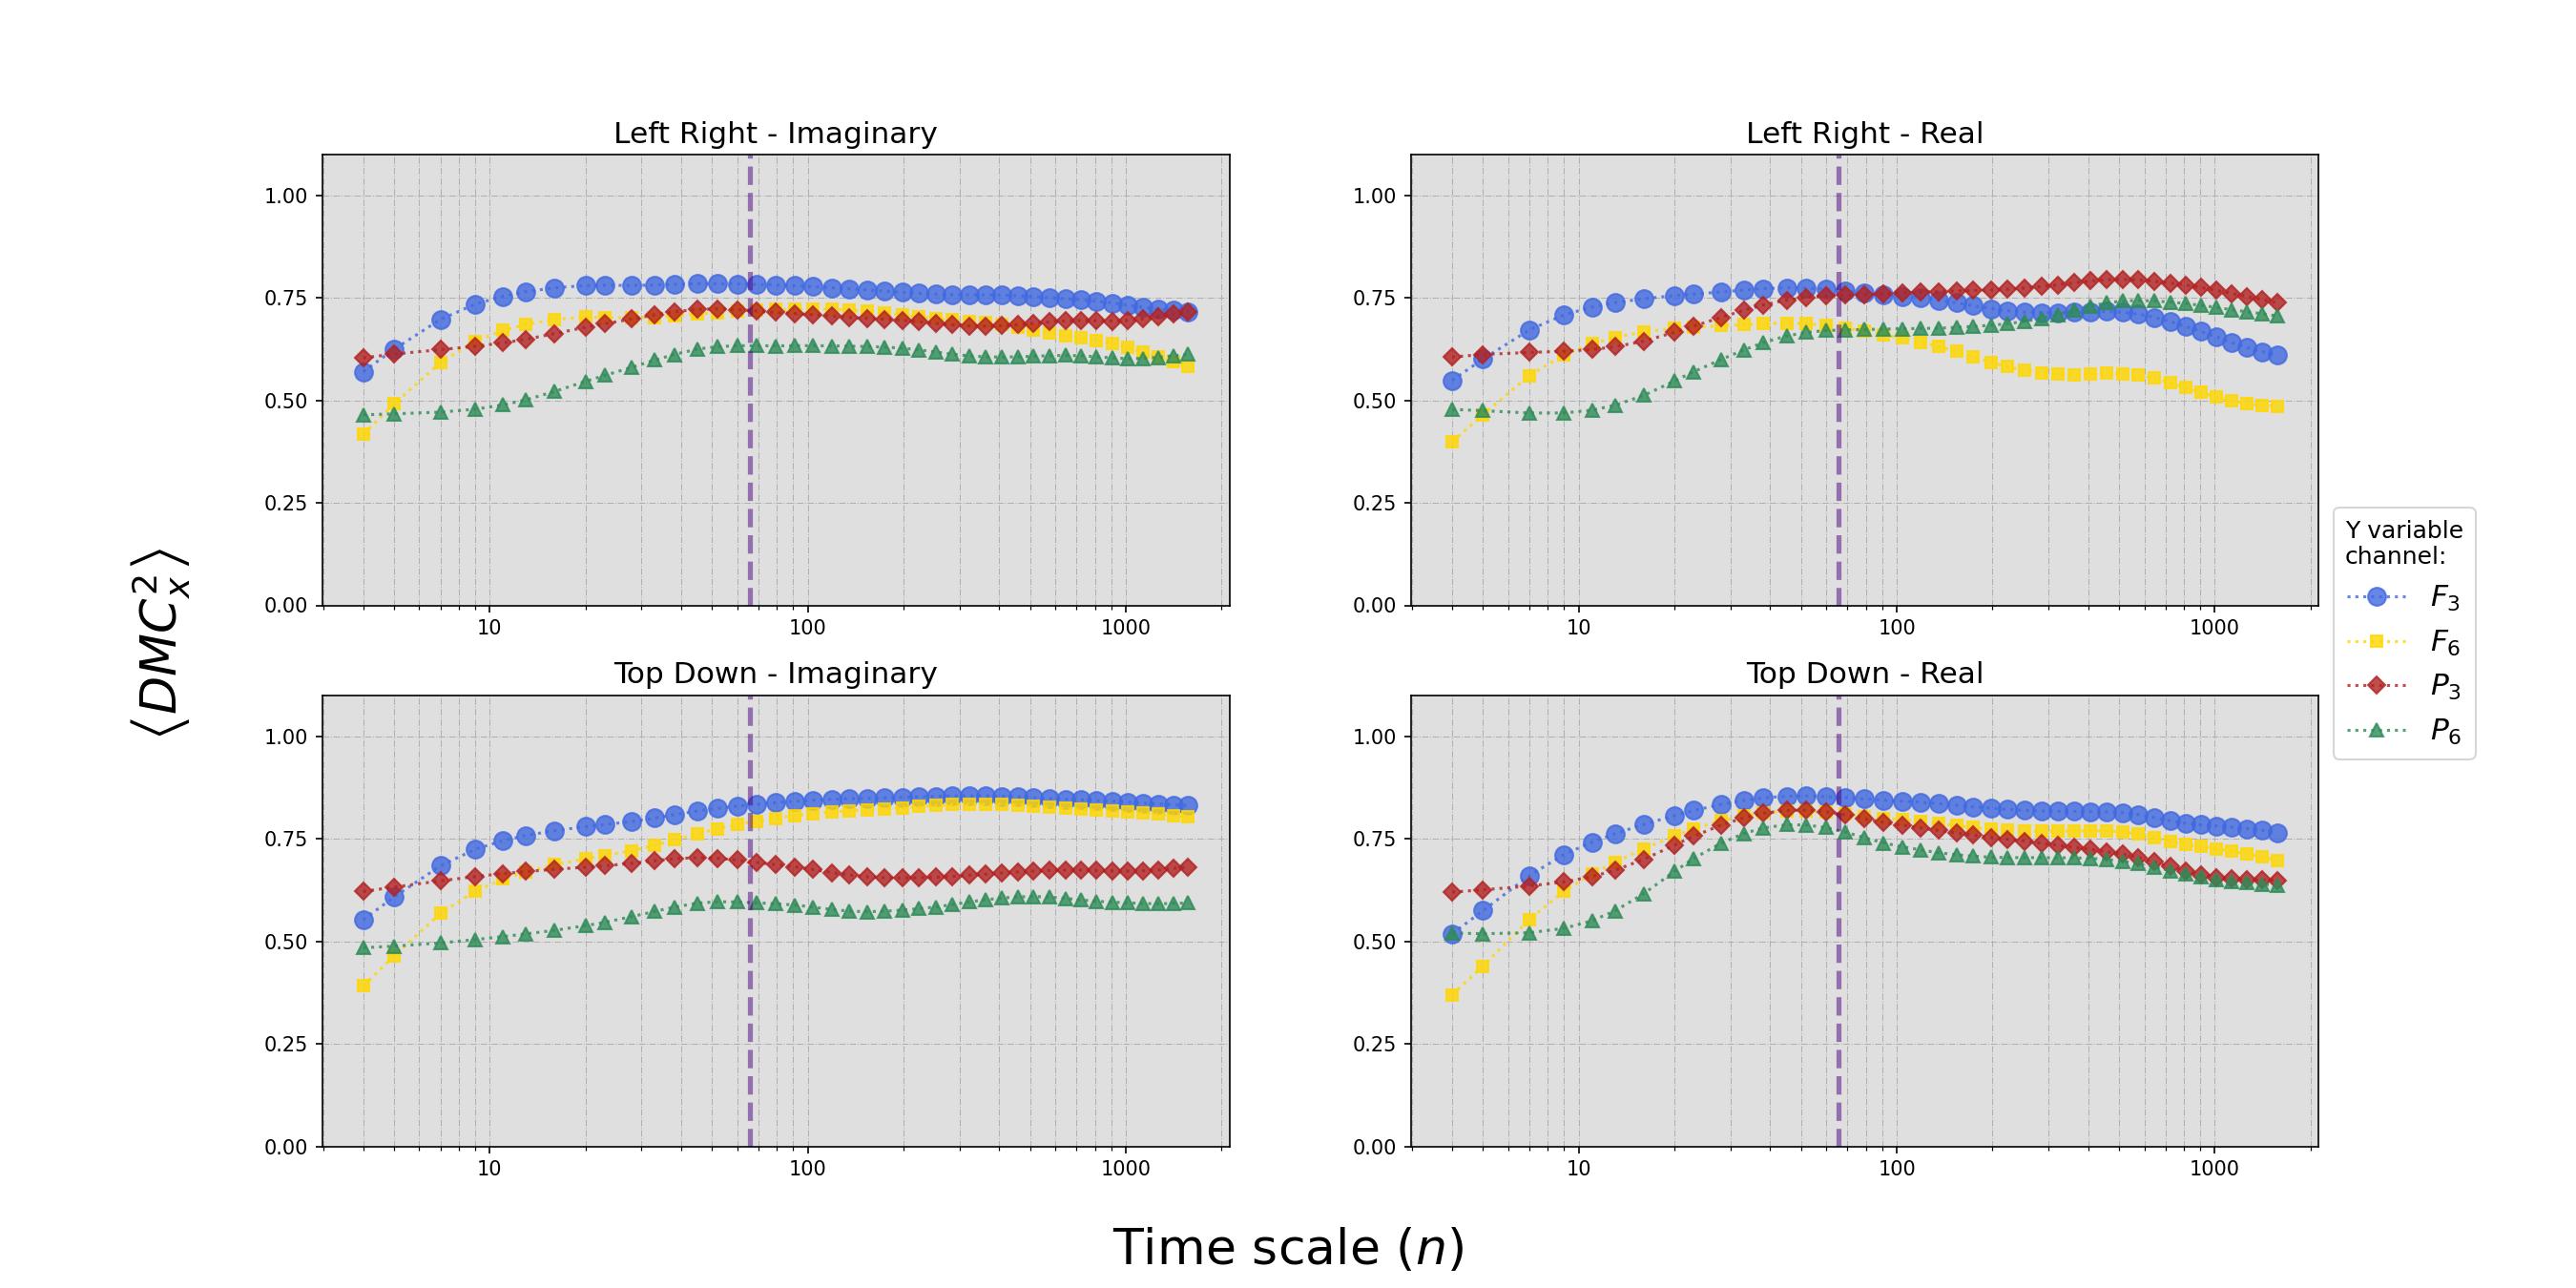 Left Right - Imaginary
1.00
0.75
0.50
0.25
0.00
10 100 1000
Left Right - Real
1.00
0.75
0.50
0.25
0.00
10 100 1000
Top Down - Imaginary
1.00
0.75
0.50
0.25
0.00
10 100 1000
Top Down - Real
1.00
0.75
0.50
0.25
0.00
10 100 1000
⟨DMC²ₓ⟩
Time scale (n)
Y variable
channel:
F₃
F₆
P₃
P₆